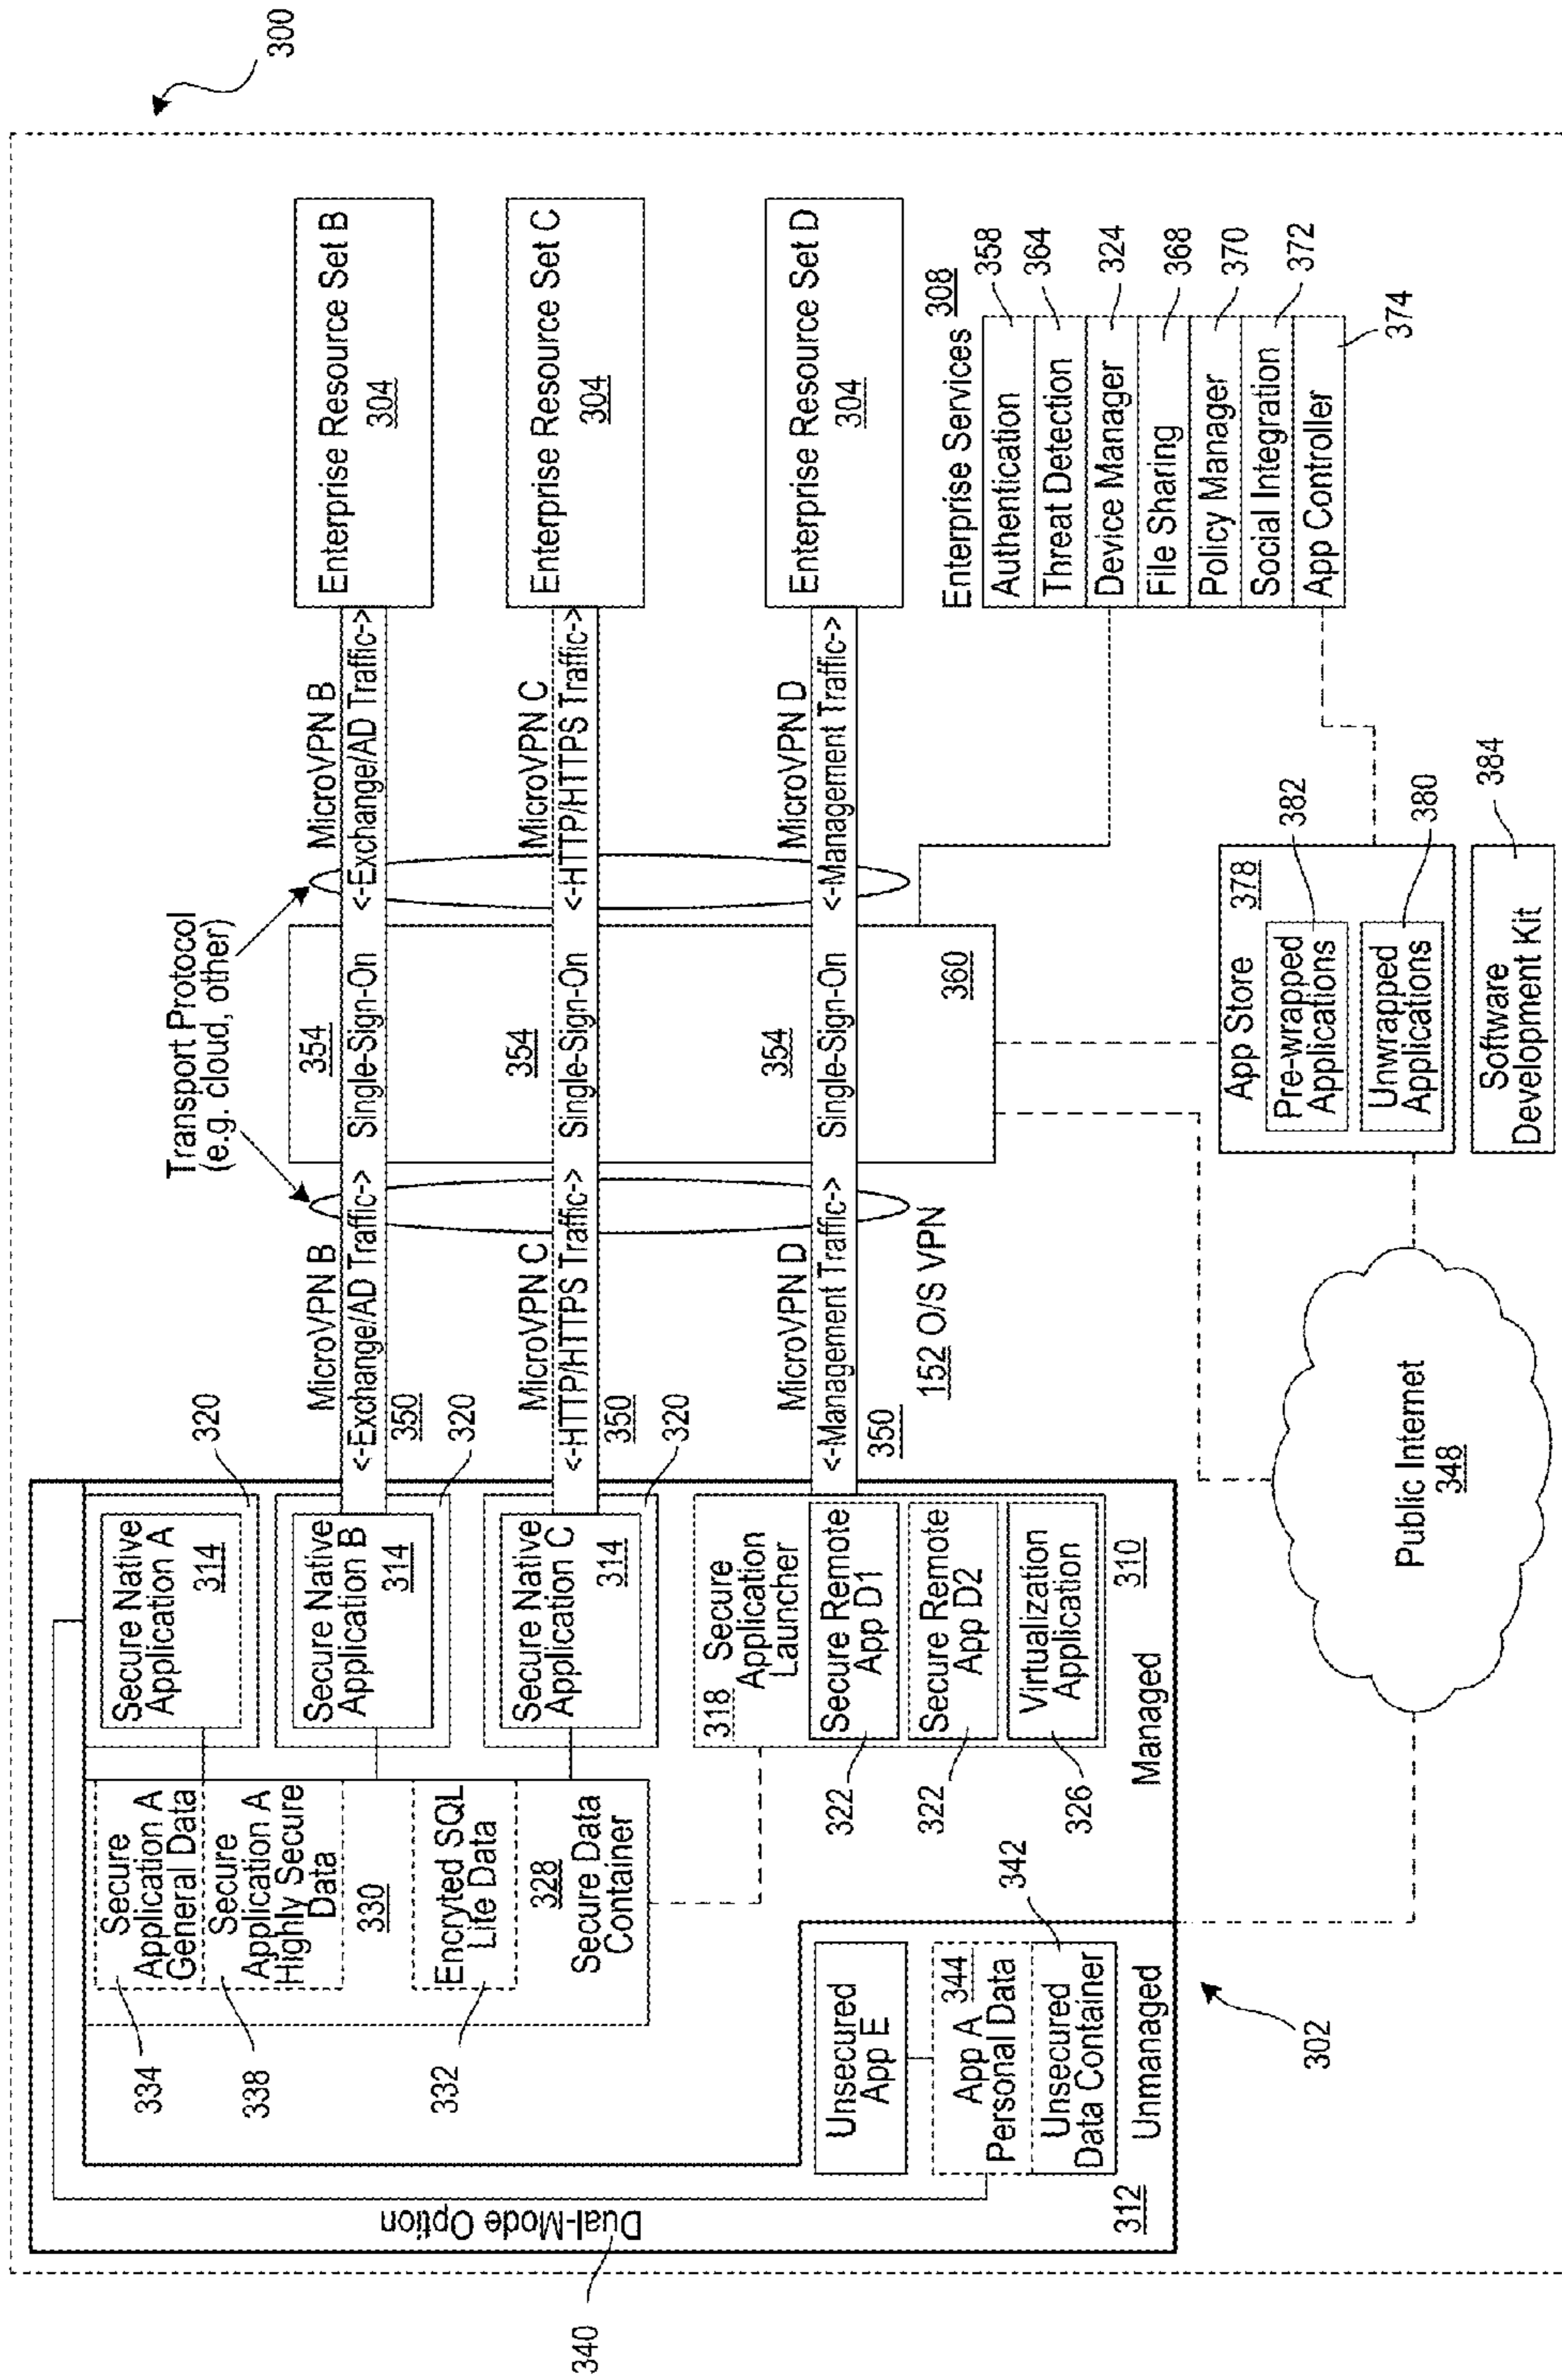 300
340
Dual-Mode Option
334
338
332
Secure
Application A
General Data
Secure
Application A
Highly Secure
Data
330
Encryted SQL
Life Data
328
Secure Data
Container
Secure Native
Application A
314
320
Secure Native
Application B
314
320
Secure Native
Application C
314
320
318 Secure
Application
Launcher
Secure Remote
App D1
Secure Remote
App D2
Virtualization
Application
322
322
326
310
Managed
Unsecured
App E
344
App A
Personal Data
Unsecured
Data Container
342
312
Unmanaged
302
Transport Protocol
(e.g. cloud, other)
MicroVPN B
<-Exchange/AD Traffic->
350
354
Single-Sign-On
MicroVPN B
<-Exchange/AD Traffic->
Enterprise Resource Set B
304
MicroVPN C
<-HTTP/HTTPS Traffic->
350
354
Single-Sign-On
MicroVPN C
<-HTTP/HTTPS Traffic->
Enterprise Resource Set C
304
MicroVPN D
<-Management Traffic->
350
354
Single-Sign-On
MicroVPN D
<-Management Traffic->
Enterprise Resource Set D
304
152 O/S VPN
360
Enterprise Services 308
Authentication 358
Threat Detection 364
Device Manager 324
File Sharing 368
Policy Manager 370
Social Integration 372
App Controller
374
App Store 378
Pre-wrapped
Applications
382
Unwrapped
Applications
380
Software
Development Kit
384
Public Internet
348